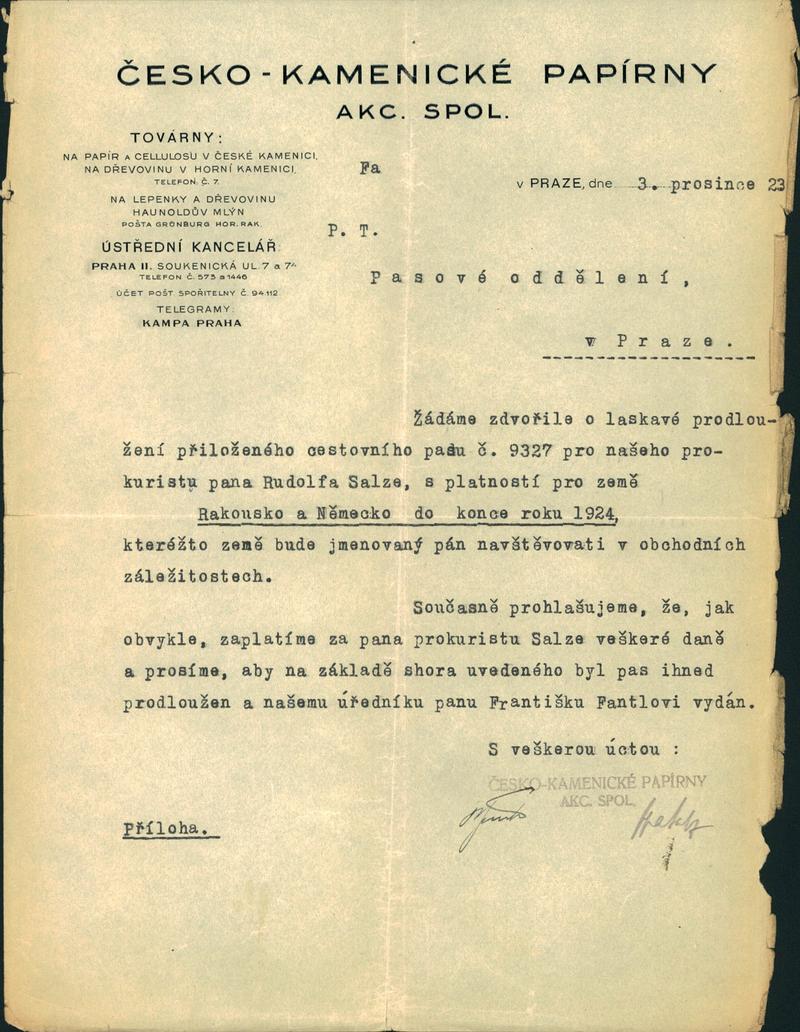 ČESKO-KAMENICKÉ PAPÍRNY
AKC. SPOL.
TOVÁRNY:
NA PAPÍR A CELLULOSU V ČESKÉ KAMENICI,
NA DŘEVOVINU V HORNÍ KAMENICI,
TELEFON Č. 7.
NA LEPENKY A DŘEVOVINU
HAUNOLDŮV MLÝN
POŠTA GRÜNBURG HOR. RAK.
ÚSTŘEDNÍ KANCELÁŘ:
PRAHA II. SOUKENICKÁ UL. 7 a 7A
TELEFON Č. 573 a 1446
ÚČET POŠT. SPOŘITELNY Č. 94.112
TELEGRAMY:
KAMPA PRAHA
Fa
v PRAZE, dne 3. prosince 23
P. T.
Pasové oddělení,
v Praze.
Žádáme zdvořile o laskavé prodlou-
žení přiloženého cestovního pasu č. 9327 pro našeho pro-
kuristu pana Rudolfa Salze, s platností pro země
Rakousko a Německo do konce roku 1924,
kteréžto země bude jmenovaný pán navštěvovati v obchodních
záležitostech.
Současně prohlašujeme, že, jak
obvykle, zaplatíme za pana prokuristu Salze veškeré daně
a prosíme, aby na základě shora uvedeného byl pas ihned
prodloužen a našemu úředníku panu Františku Fantlovi vydán.
S veškerou úctou :
ČESKO-KAMENICKÉ PAPÍRNY
AKC. SPOL.
Příloha.